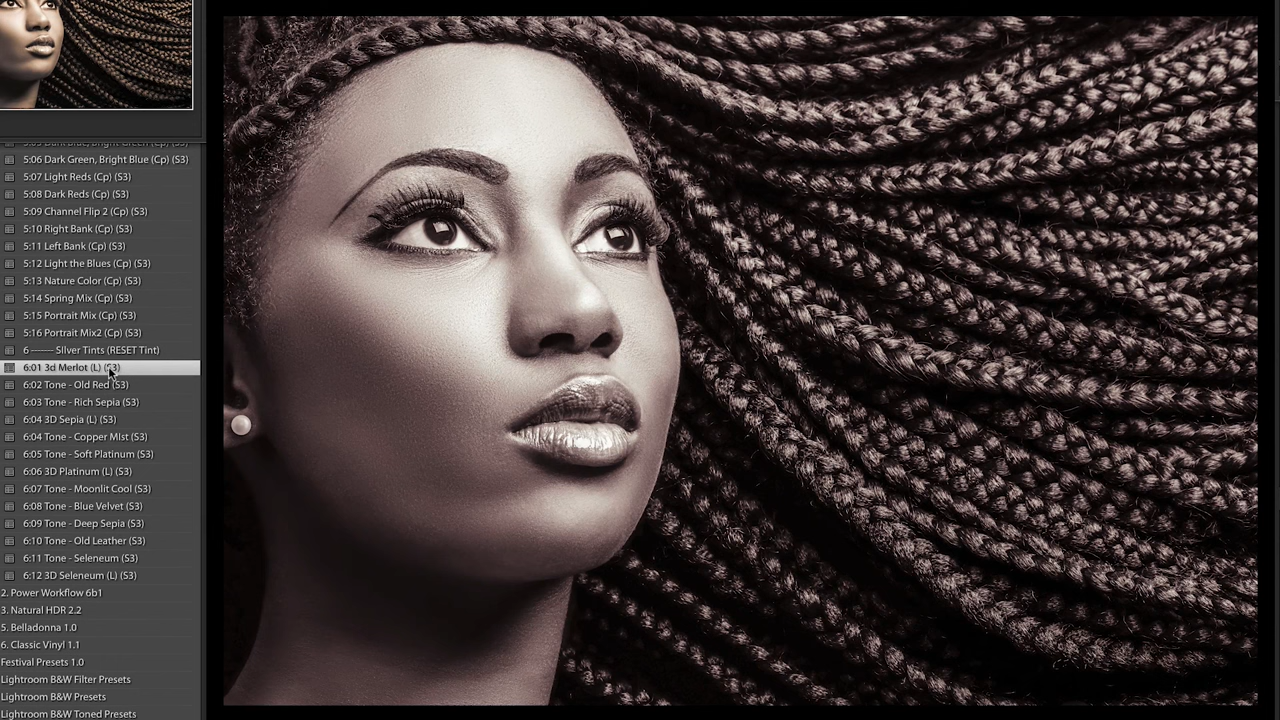 5:06 Dark Green, Bright Blue (Cp) (S3)
5:07 Light Reds (Cp) (S3)
5:08 Dark Reds (Cp) (S3)
5:09 Channel Flip 2 (Cp) (S3)
5:10 Right Bank (Cp) (S3)
5:11 Left Bank (Cp) (S3)
5:12 Light the Blues (Cp) (S3)
5:13 Nature Color (Cp) (S3)
5:14 Spring Mix (Cp) (S3)
5:15 Portrait Mix (Cp) (S3)
5:16 Portrait Mix2 (Cp) (S3)
6 ------- SIlver Tints (RESET Tint)
6:01 3d Merlot (L) (S3)
6:02 Tone - Old Red (S3)
6:03 Tone - Rich Sepia (S3)
6:04 3D Sepia (L) (S3)
6:04 Tone - Copper MIst (S3)
6:05 Tone - Soft Platinum (S3)
6:06 3D Platinum (L) (S3)
6:07 Tone - Moonlit Cool (S3)
6:08 Tone - Blue Velvet (S3)
6:09 Tone - Deep Sepia (S3)
6:10 Tone - Old Leather (S3)
6:11 Tone - Seleneum (S3)
6:12 3D Seleneum (L) (S3)
2. Power Workflow 6b1
3. Natural HDR 2.2
5. Belladonna 1.0
6. Classic Vinyl 1.1
Festival Presets 1.0
Lightroom B&W Filter Presets
Lightroom B&W Presets
Lightroom B&W Toned Presets